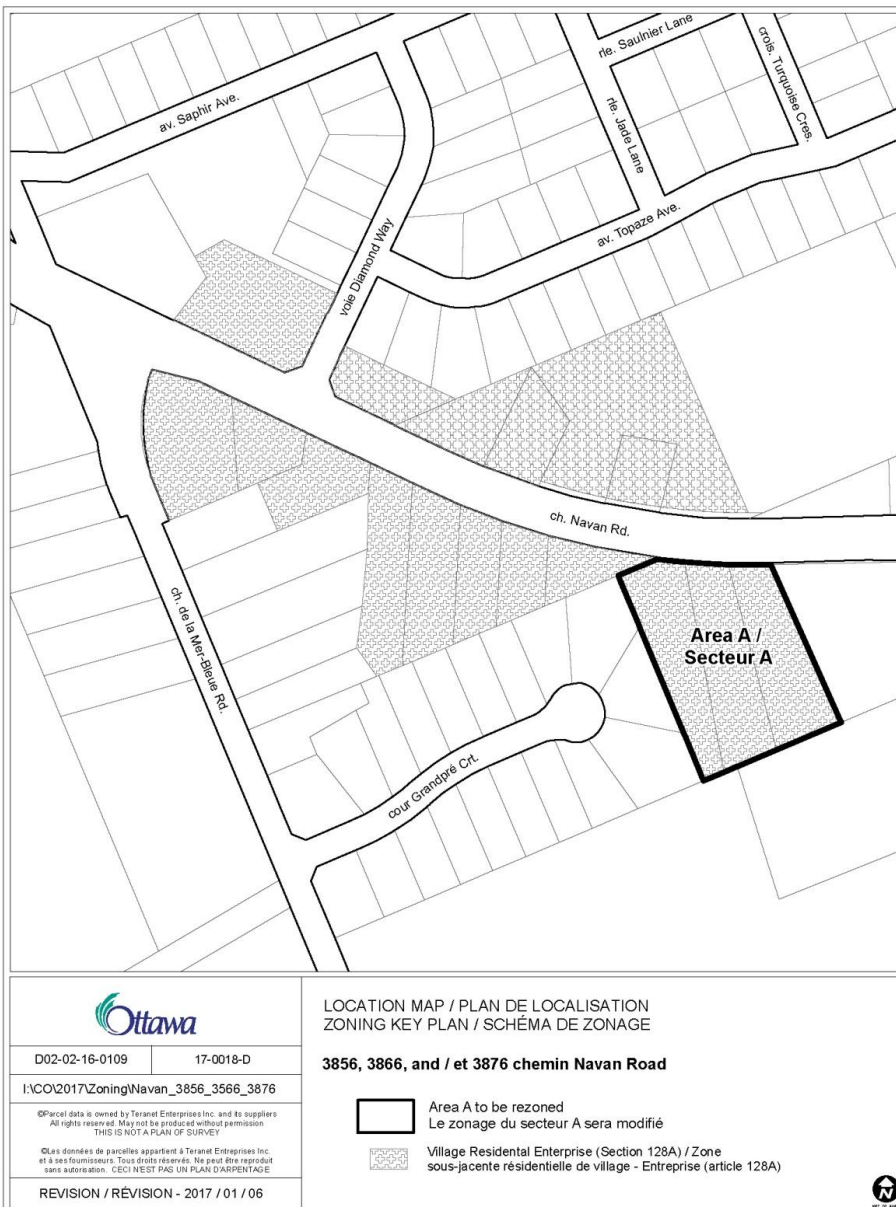 av. Saphir Ave.
rle. Saulnier Lane
crois. Turquoise Cres.
rle. Jade Lane
av. Topaze Ave.
voie Diamond Way
ch. Navan Rd.
ch. de la Mer-Bleue Rd.
Area A /
Secteur A
cour Grandpré Crt.
Ottawa
D02-02-16-0109
17-0018-D
I:\CO\2017\Zoning\Navan_3856_3566_3876
©Parcel data is owned by Teranet Enterprises Inc. and its suppliers
All rights reserved. May not be produced without permission
THIS IS NOT A PLAN OF SURVEY
©Les données de parcelles appartient à Teranet Entreprises Inc.
et à ses fournisseurs. Tous droits réservés. Ne peut être reproduit
sans autorisation. CECI N'EST PAS UN PLAN D'ARPENTAGE
REVISION / RÉVISION - 2017 / 01 / 06
LOCATION MAP / PLAN DE LOCALISATION
ZONING KEY PLAN / SCHÉMA DE ZONAGE
3856, 3866, and / et 3876 chemin Navan Road
Area A to be rezoned
Le zonage du secteur A sera modifié
Village Residential Enterprise (Section 128A) / Zone
sous-jacente résidentielle de village - Entreprise (article 128A)
N